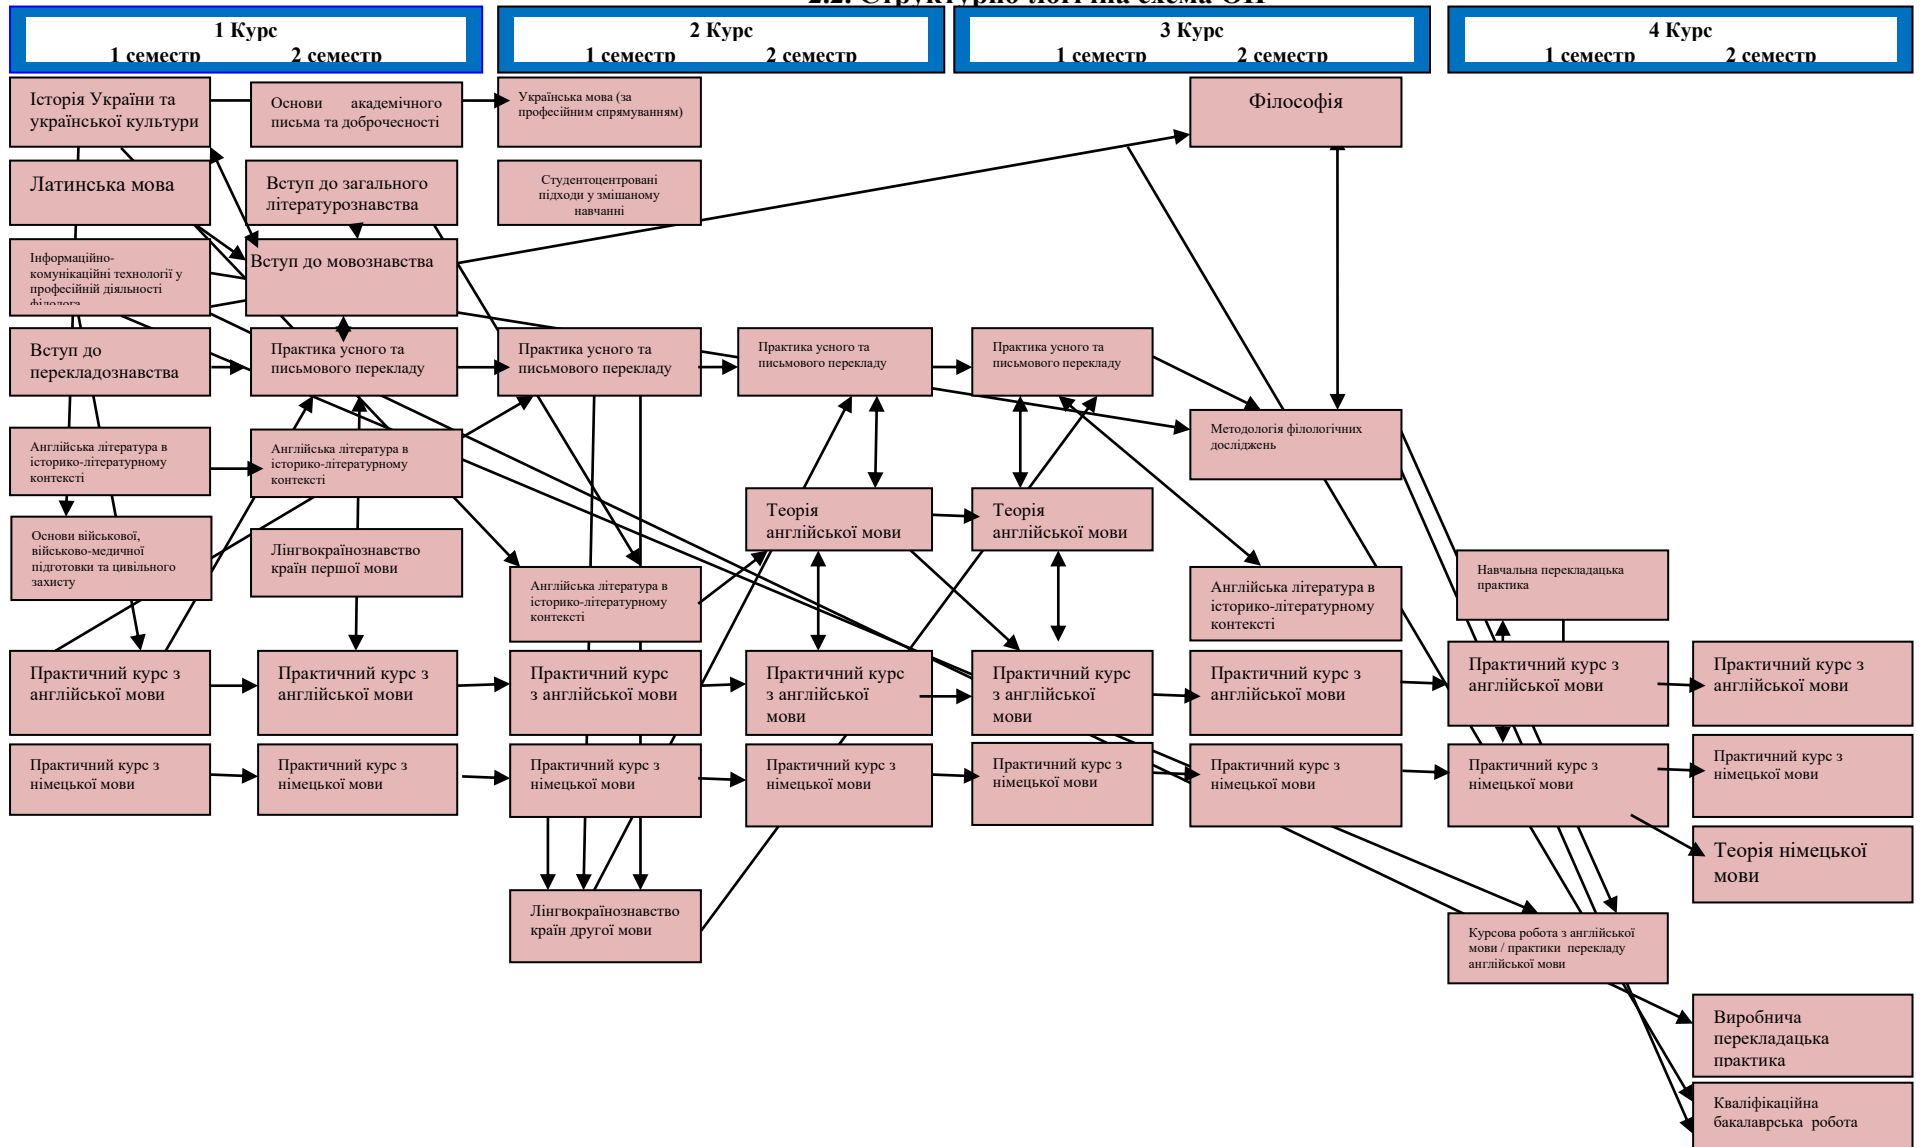 1 Курс
1 семестр 2 семестр
2 Курс
1 семестр 2 семестр
3 Курс
1 семестр 2 семестр
4 Курс
1 семестр 2 семестр
Історія України та
української культури
Основи академічного
письма та доброчесності
Українська мова (за
професійним спрямуванням)
Філософія
Латинська мова
Вступ до загального
літературознавства
Студентоцентровані
підходи у змішаному
навчанні
Інформаційно-
комунікаційні технології у
професійній діяльності
філолога
Вступ до мовознавства
Вступ до
перекладознавства
Практика усного та
письмового перекладу
Практика усного та
письмового перекладу
Практика усного та
письмового перекладу
Практика усного та
письмового перекладу
Методологія філологічних
досліджень
Англійська література в
історико-літературному
контексті
Англійська література в
історико-літературному
контексті
Теорія
англійської мови
Теорія
англійської мови
Основи військової,
військово-медичної
підготовки та цивільного
захисту
Лінгвокраїнознавство
країн першої мови
Англійська література в
історико-літературному
контексті
Англійська література в
історико-літературному
контексті
Навчальна перекладацька
практика
Практичний курс з
англійської мови
Практичний курс з
англійської мови
Практичний курс
з англійської мови
Практичний курс
з англійської
мови
Практичний курс
з англійської
мови
Практичний курс з
англійської мови
Практичний курс з
англійської мови
Практичний курс з
англійської мови
Практичний курс з
німецької мови
Практичний курс з
німецької мови
Практичний курс з
німецької мови
Практичний курс з
німецької мови
Практичний курс з
німецької мови
Практичний курс з
німецької мови
Практичний курс з
німецької мови
Практичний курс з
німецької мови
Теорія німецької
мови
Лінгвокраїнознавство
країн другої мови
Курсова робота з англійської
мови / практики перекладу
англійської мови
Виробнича
перекладацька
практика
Кваліфікаційна
бакалаврська робота